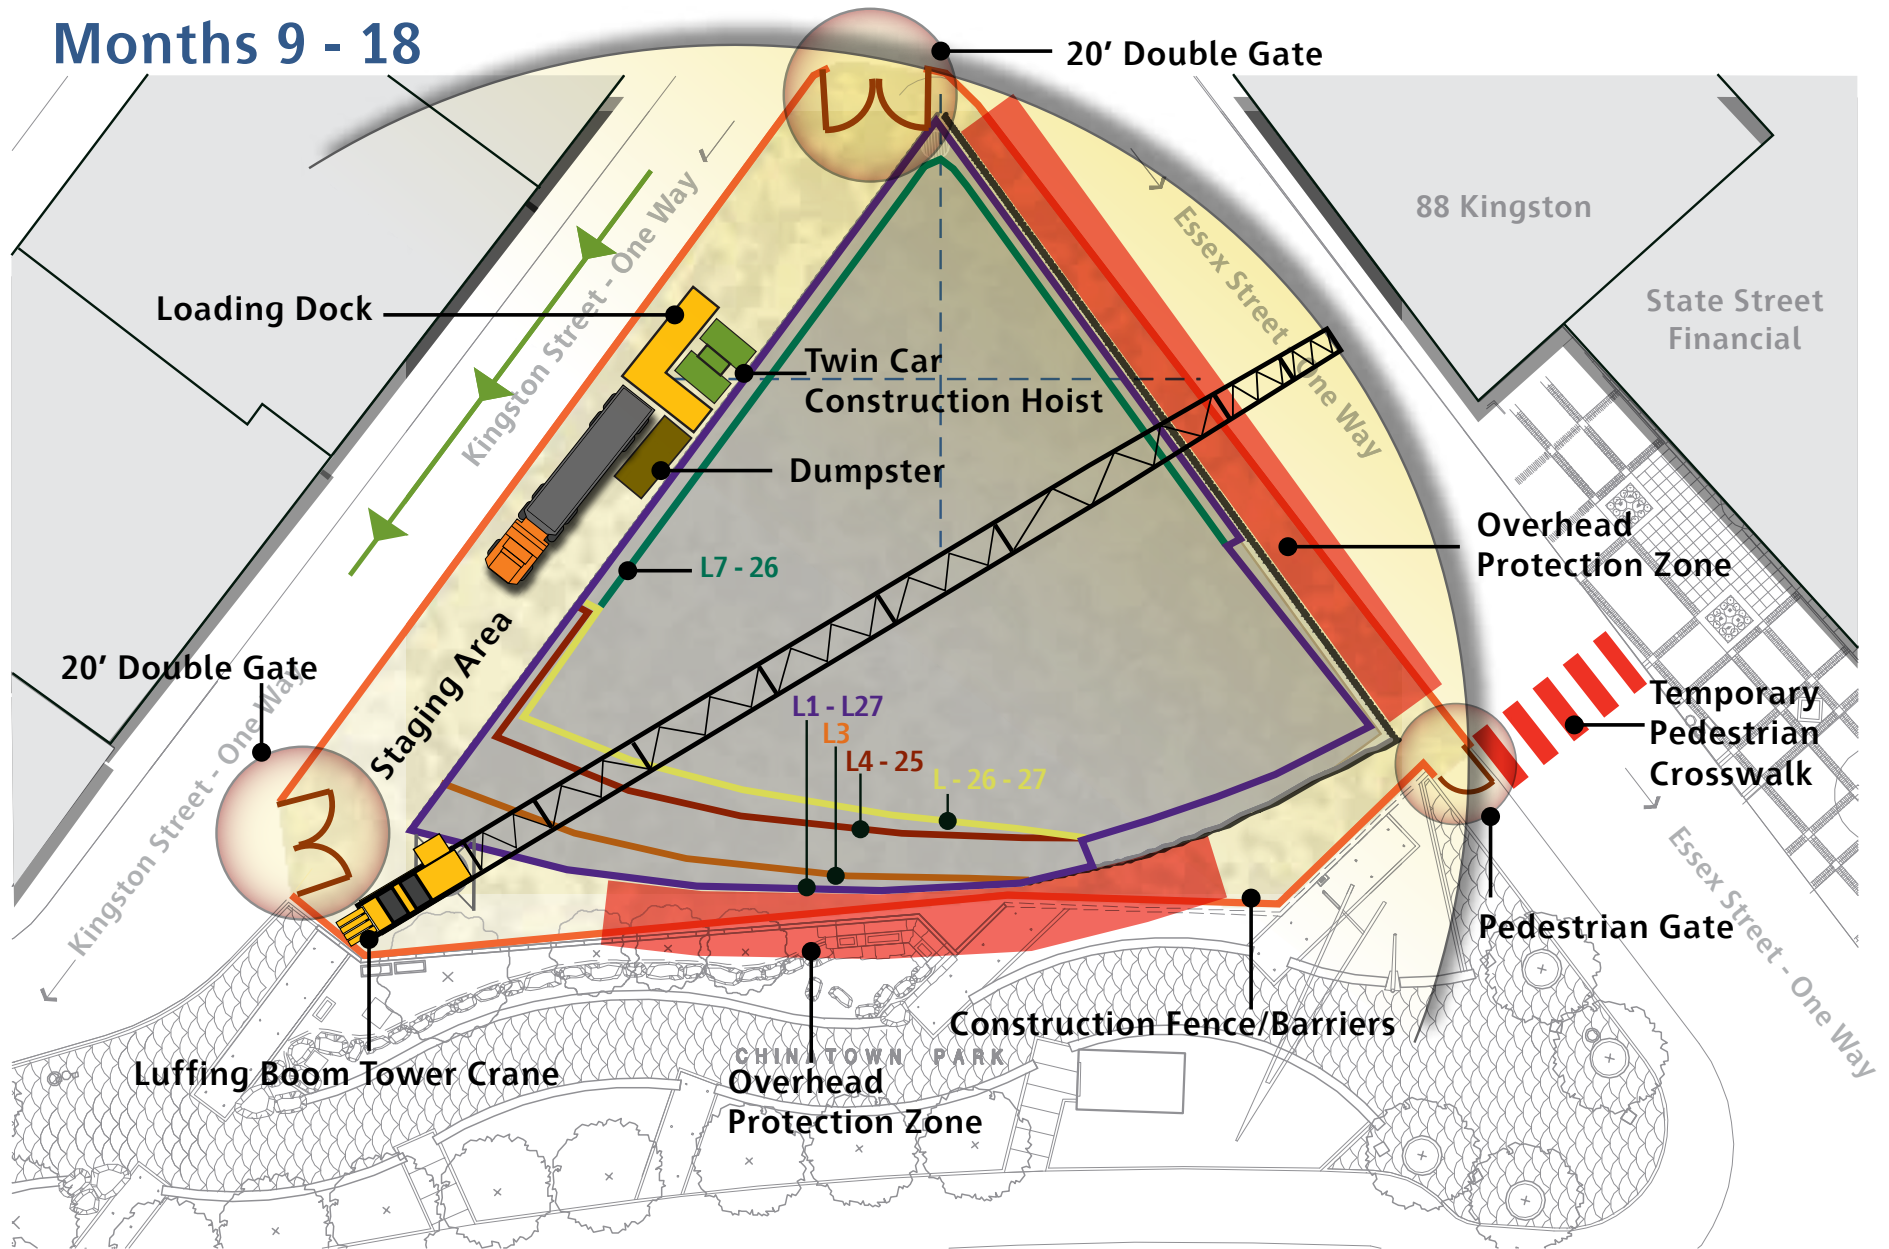 Months 9 - 18
20’ Double Gate
88 Kingston
Essex Street - One Way
State Street
Financial
Kingston Street - One Way
Loading Dock
Twin Car
Construction Hoist
Dumpster
Overhead
Protection Zone
L7 - 26
Staging Area
20’ Double Gate
Kingston Street - One Way
L1 - L27
L3
L4 - 25
L - 26 - 27
Temporary
Pedestrian
Crosswalk
Pedestrian Gate
Essex Street - One Way
Construction Fence/Barriers
Luffing Boom Tower Crane
CHINATOWN PARK
Overhead
Protection Zone